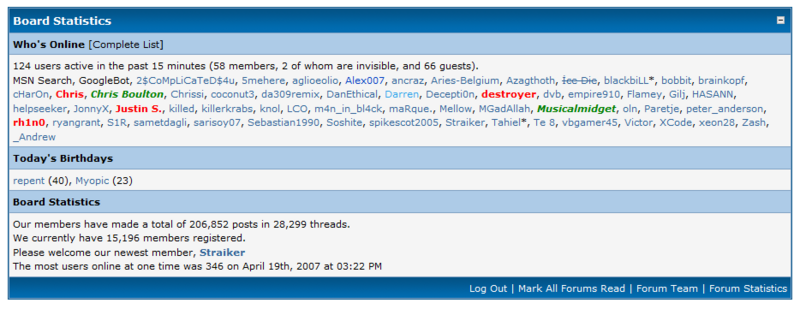 Board Statistics
Who's Online [Complete List]
124 users active in the past 15 minutes (58 members, 2 of whom are invisible, and 66 guests).
MSN Search, GoogleBot, 2$CoMpLiCaTeD$4u, 5mehere, aglioeolio, Alex007, ancraz, Aries-Belgium, Azagthoth, Ice Die, blackbiLL*, bobbit, brainkopf,
cHarOn, Chris, Chris Boulton, Chrissi, coconut3, da309remix, DanEthical, Darren, Decepti0n, destroyer, dvb, empire910, Flamey, Gilj, HASANN,
helpseeker, JonnyX, Justin S., killed, killerkrabs, knol, LCO, m4n_in_bl4ck, maRque., Mellow, MGadAllah, Musicalmidget, oln, Paretje, peter_anderson,
rh1n0, ryangrant, S1R, sametdagli, sarisoy07, Sebastian1990, Soshite, spikescot2005, Straiker, Tahiel*, Te 8, vbgamer45, Victor, XCode, xeon28, Zash,
_Andrew
Today's Birthdays
repent (40), Myopic (23)
Board Statistics
Our members have made a total of 206,852 posts in 28,299 threads.
We currently have 15,196 members registered.
Please welcome our newest member, Straiker
The most users online at one time was 346 on April 19th, 2007 at 03:22 PM
Log Out | Mark All Forums Read | Forum Team | Forum Statistics